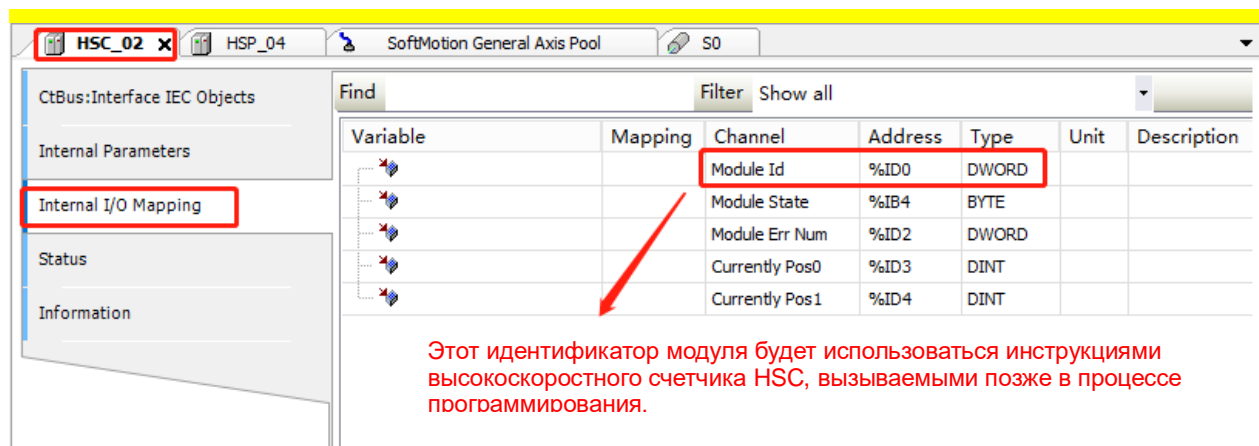 HSC_02 x HSP_04 SoftMotion General Axis Pool S0
CtBus:Interface IEC Objects
Internal Parameters
Internal I/O Mapping
Status
Information
Find Filter Show all
Variable Mapping Channel Address Type Unit Description
Module Id %ID0 DWORD
Module State %IB4 BYTE
Module Err Num %ID2 DWORD
Currently Pos0 %ID3 DINT
Currently Pos1 %ID4 DINT
Этот идентификатор модуля будет использоваться инструкциями
высокоскоростного счетчика HSC, вызываемыми позже в процессе
программирования.